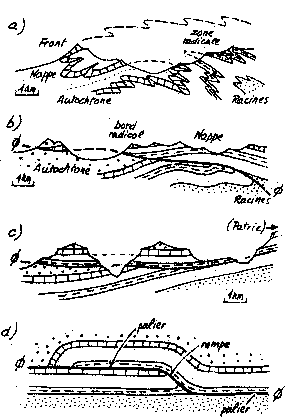 a)
Front
zone
radicale
Nappe
1km
Autochtone
Racines
b)
bord
radical
Nappe
Ø
Autochtone
1km
Ø
Racines
c)
(Patrie)
Ø
1km
d)
palier
rampe
Ø
Ø
palier